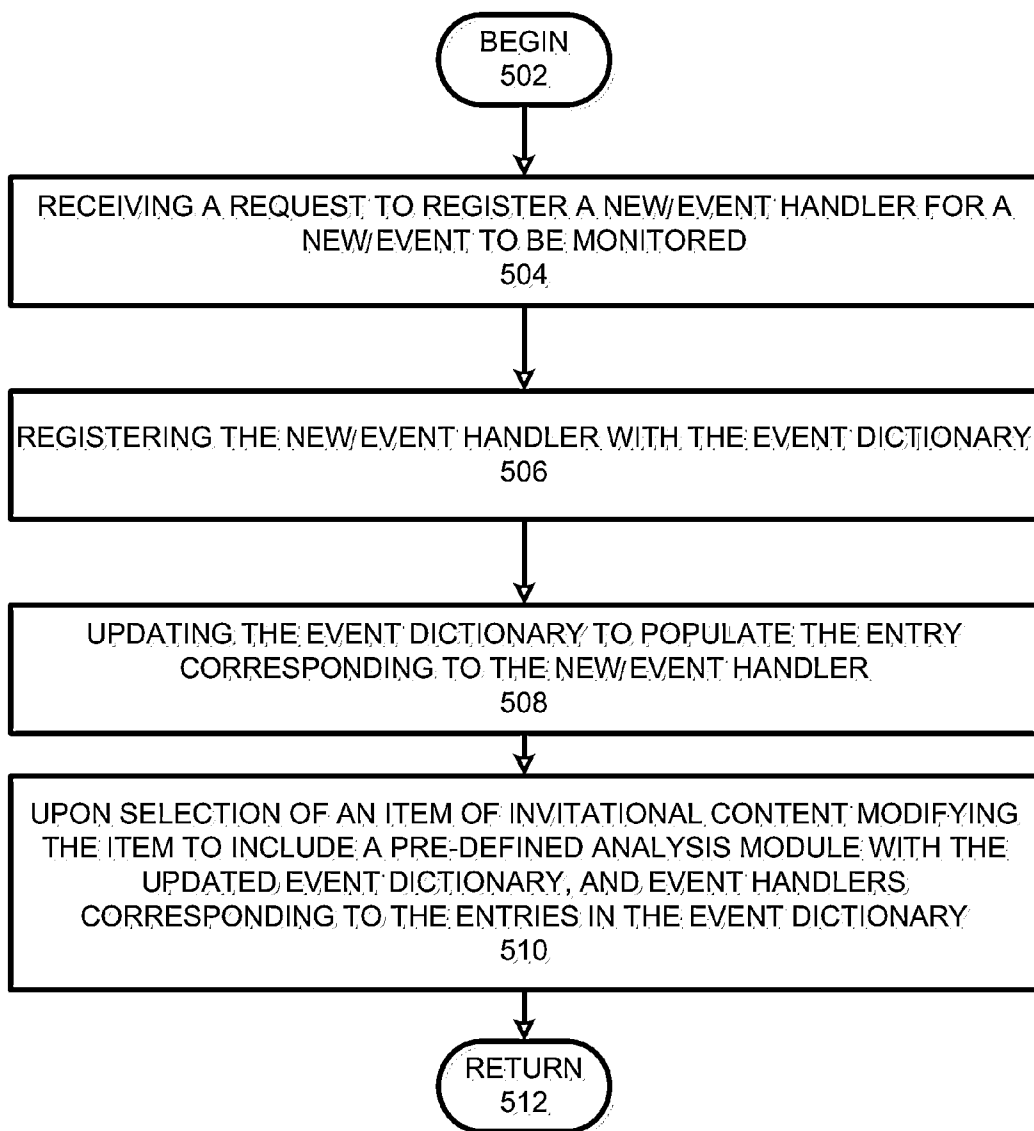 BEGIN
502
RECEIVING A REQUEST TO REGISTER A NEW EVENT HANDLER FOR A
NEW EVENT TO BE MONITORED
504
REGISTERING THE NEW EVENT HANDLER WITH THE EVENT DICTIONARY
506
UPDATING THE EVENT DICTIONARY TO POPULATE THE ENTRY
CORRESPONDING TO THE NEW EVENT HANDLER
508
UPON SELECTION OF AN ITEM OF INVITATIONAL CONTENT MODIFYING
THE ITEM TO INCLUDE A PRE-DEFINED ANALYSIS MODULE WITH THE
UPDATED EVENT DICTIONARY, AND EVENT HANDLERS
CORRESPONDING TO THE ENTRIES IN THE EVENT DICTIONARY
510
RETURN
512